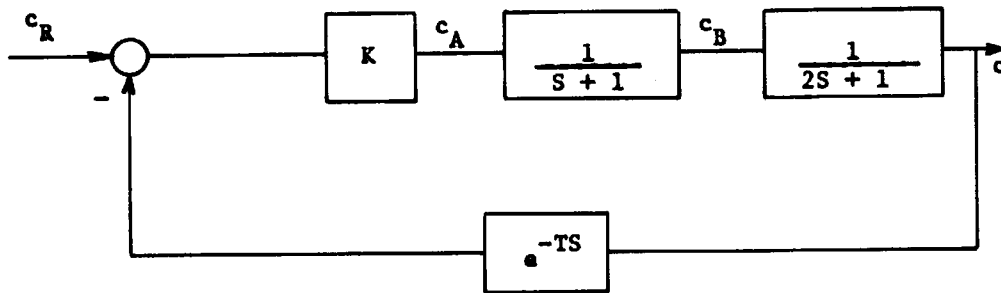 c_R
K
c_A
1
S + 1
c_B
1
2S + 1
c
-
e^-TS